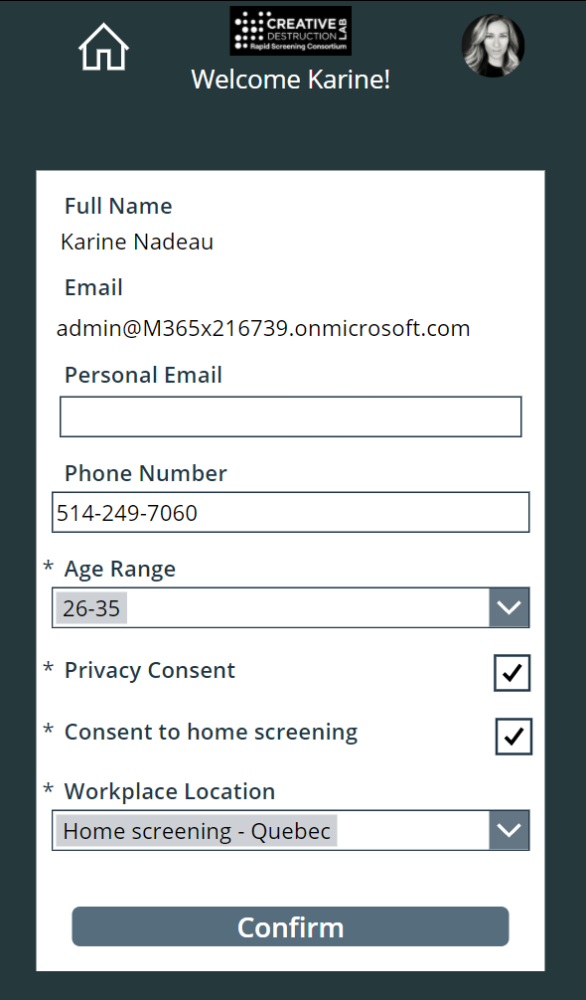 CREATIVE
DESTRUCTION
LAB
Rapid Screening Consortium
Welcome Karine!
Full Name
Karine Nadeau
Email
admin@M365x216739.onmicrosoft.com
Personal Email
Phone Number
514-249-7060
* Age Range
26-35
* Privacy Consent
* Consent to home screening
* Workplace Location
Home screening - Quebec
Confirm